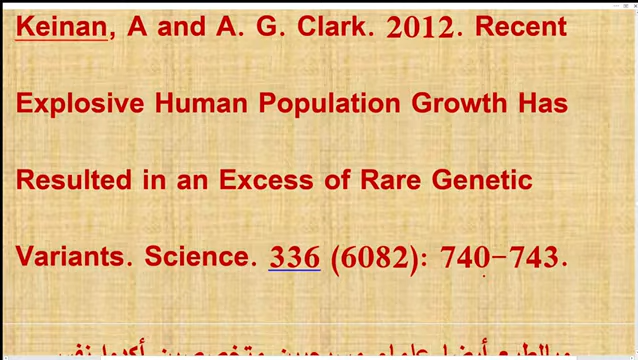 Keinan, A and A. G. Clark. 2012. Recent
Explosive Human Population Growth Has
Resulted in an Excess of Rare Genetic
Variants. Science. 336 (6082): 740–743.